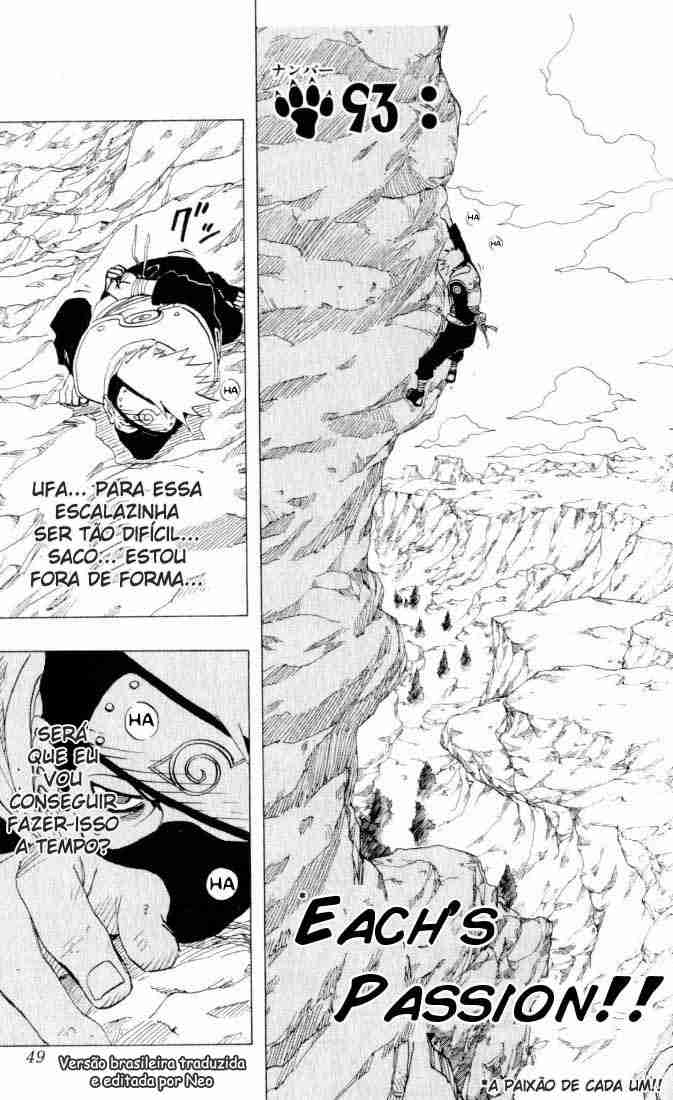 ナンバー
93:
HA
HA
グッ
HA
UFA... PARA ESSA
ESCALAZINHA
SER TÃO DIFÍCIL...
SACO... ESTOU
FORA DE FORMA...
HA
SERÁ
QUE EU
VOU
CONSEGUIR
FAZER ISSO
A TEMPO?
HA
*EACH'S
PASSION!!
49
Versão brasileira traduzida
e editada por Neo
*A PAIXÃO DE CADA UM!!